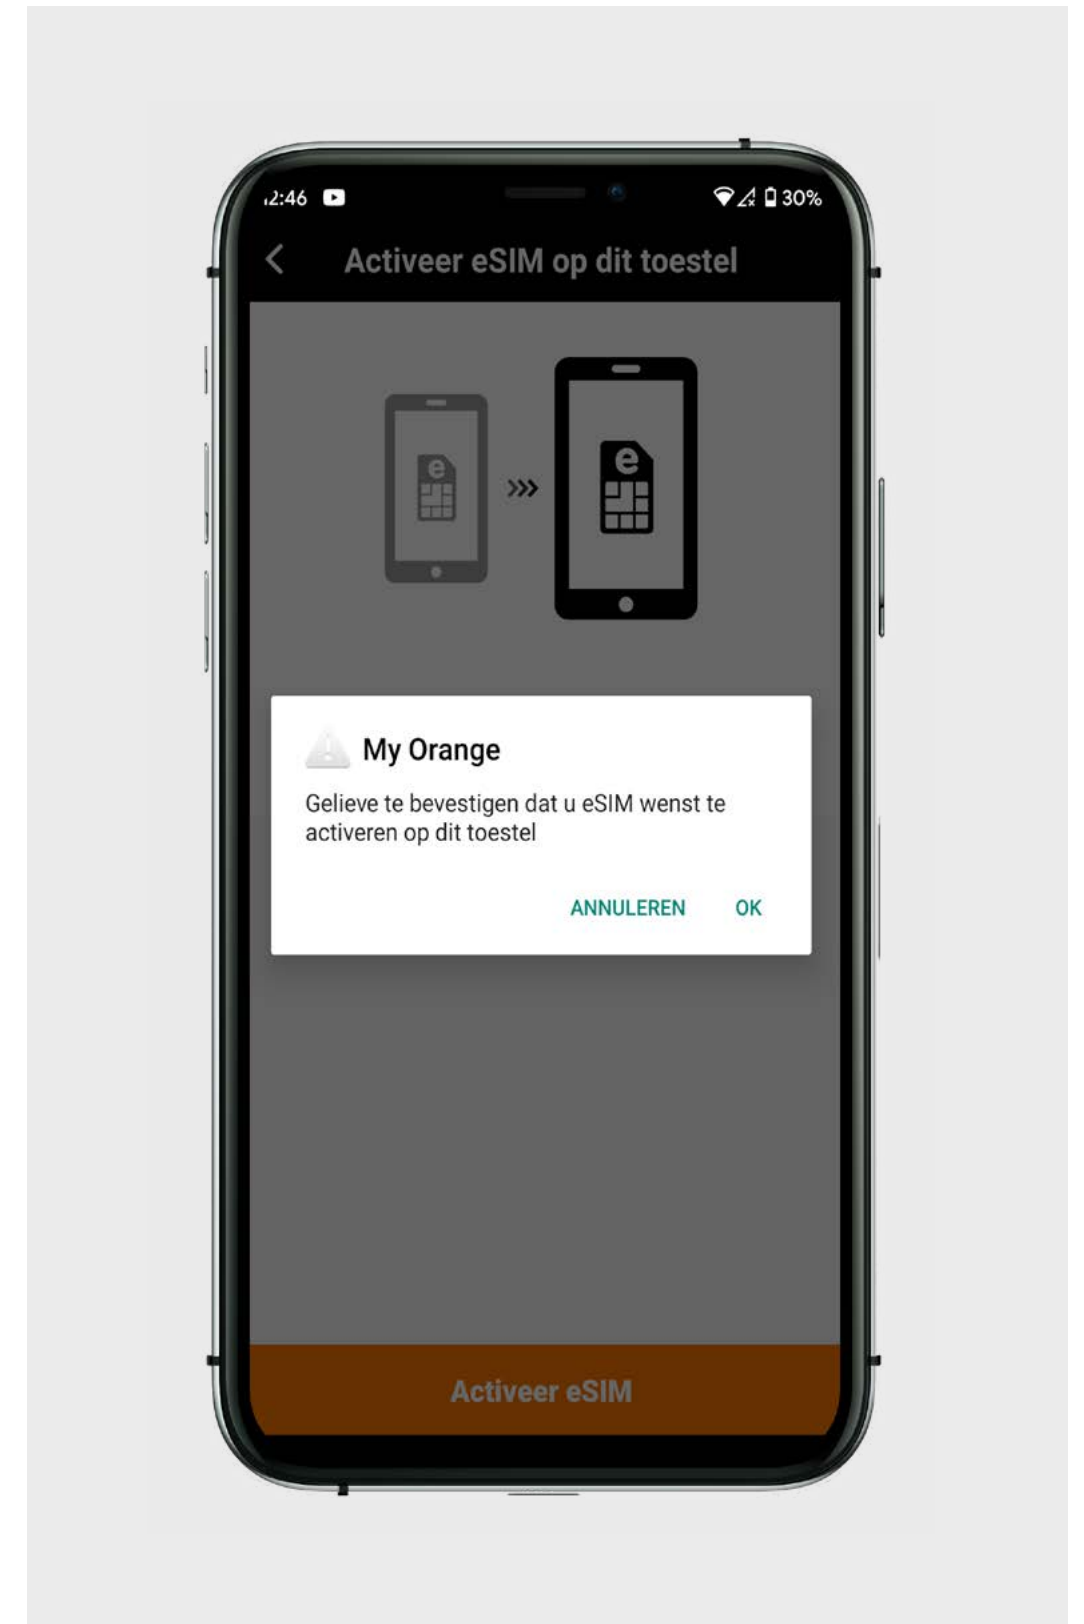 2:46 30%
Activeer eSIM op dit toestel
e
e
My Orange
Gelieve te bevestigen dat u eSIM wenst te
activeren op dit toestel
ANNULEREN OK
Activeer eSIM